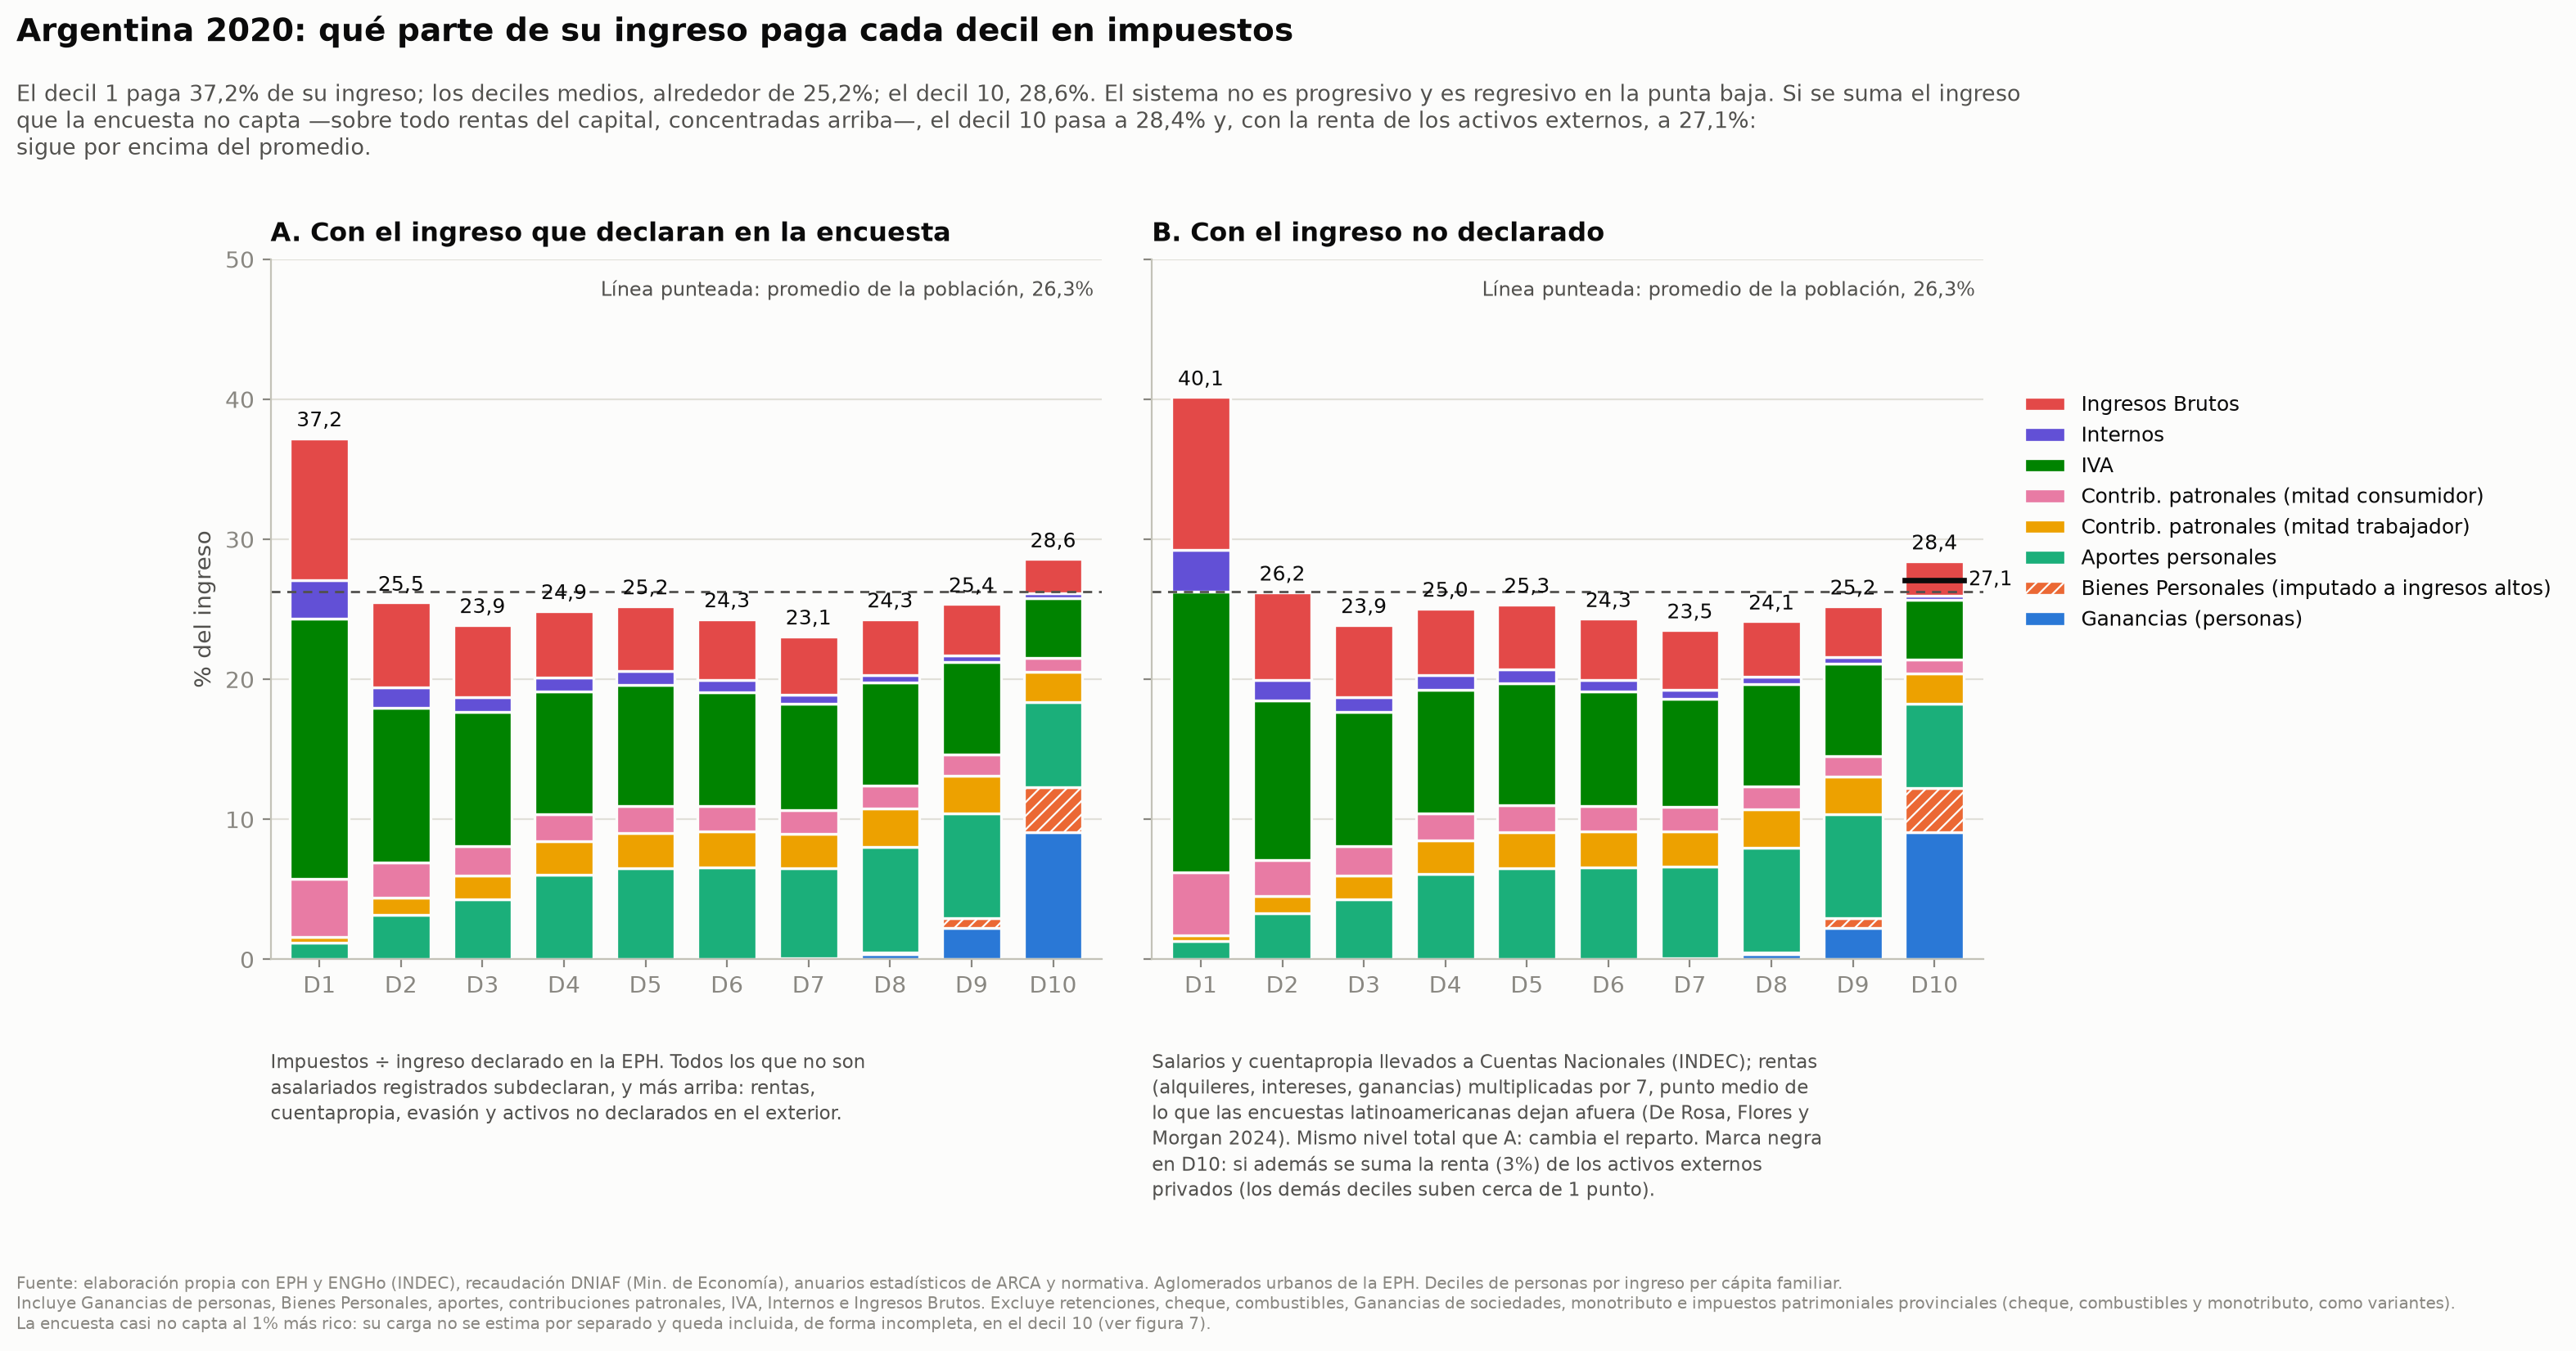 Argentina 2020: qué parte de su ingreso paga cada decil en impuestos
El decil 1 paga 37,2% de su ingreso; los deciles medios, alrededor de 25,2%; el decil 10, 28,6%. El sistema no es progresivo y es regresivo en la punta baja. Si se suma el ingreso
que la encuesta no capta —sobre todo rentas del capital, concentradas arriba—, el decil 10 pasa a 28,4% y, con la renta de los activos externos, a 27,1%:
sigue por encima del promedio.
A. Con el ingreso que declaran en la encuesta
Línea punteada: promedio de la población, 26,3%
% del ingreso
50
40
30
20
10
0
37,2
25,5
23,9
24,9
25,2
24,3
23,1
24,3
25,4
28,6
D1 D2 D3 D4 D5 D6 D7 D8 D9 D10
Impuestos ÷ ingreso declarado en la EPH. Todos los que no son
asalariados registrados subdeclaran, y más arriba: rentas,
cuentapropia, evasión y activos no declarados en el exterior.
B. Con el ingreso no declarado
Línea punteada: promedio de la población, 26,3%
40,1
26,2
23,9
25,0
25,3
24,3
23,5
24,1
25,2
28,4
27,1
D1 D2 D3 D4 D5 D6 D7 D8 D9 D10
Salarios y cuentapropia llevados a Cuentas Nacionales (INDEC); rentas
(alquileres, intereses, ganancias) multiplicadas por 7, punto medio de
lo que las encuestas latinoamericanas dejan afuera (De Rosa, Flores y
Morgan 2024). Mismo nivel total que A: cambia el reparto. Marca negra
en D10: si además se suma la renta (3%) de los activos externos
privados (los demás deciles suben cerca de 1 punto).
Ingresos Brutos
Internos
IVA
Contrib. patronales (mitad consumidor)
Contrib. patronales (mitad trabajador)
Aportes personales
Bienes Personales (imputado a ingresos altos)
Ganancias (personas)
Fuente: elaboración propia con EPH y ENGHo (INDEC), recaudación DNIAF (Min. de Economía), anuarios estadísticos de ARCA y normativa. Aglomerados urbanos de la EPH. Deciles de personas por ingreso per cápita familiar.
Incluye Ganancias de personas, Bienes Personales, aportes, contribuciones patronales, IVA, Internos e Ingresos Brutos. Excluye retenciones, cheque, combustibles, Ganancias de sociedades, monotributo e impuestos patrimoniales provinciales (cheque, combustibles y monotributo, como variantes).
La encuesta casi no capta al 1% más rico: su carga no se estima por separado y queda incluida, de forma incompleta, en el decil 10 (ver figura 7).